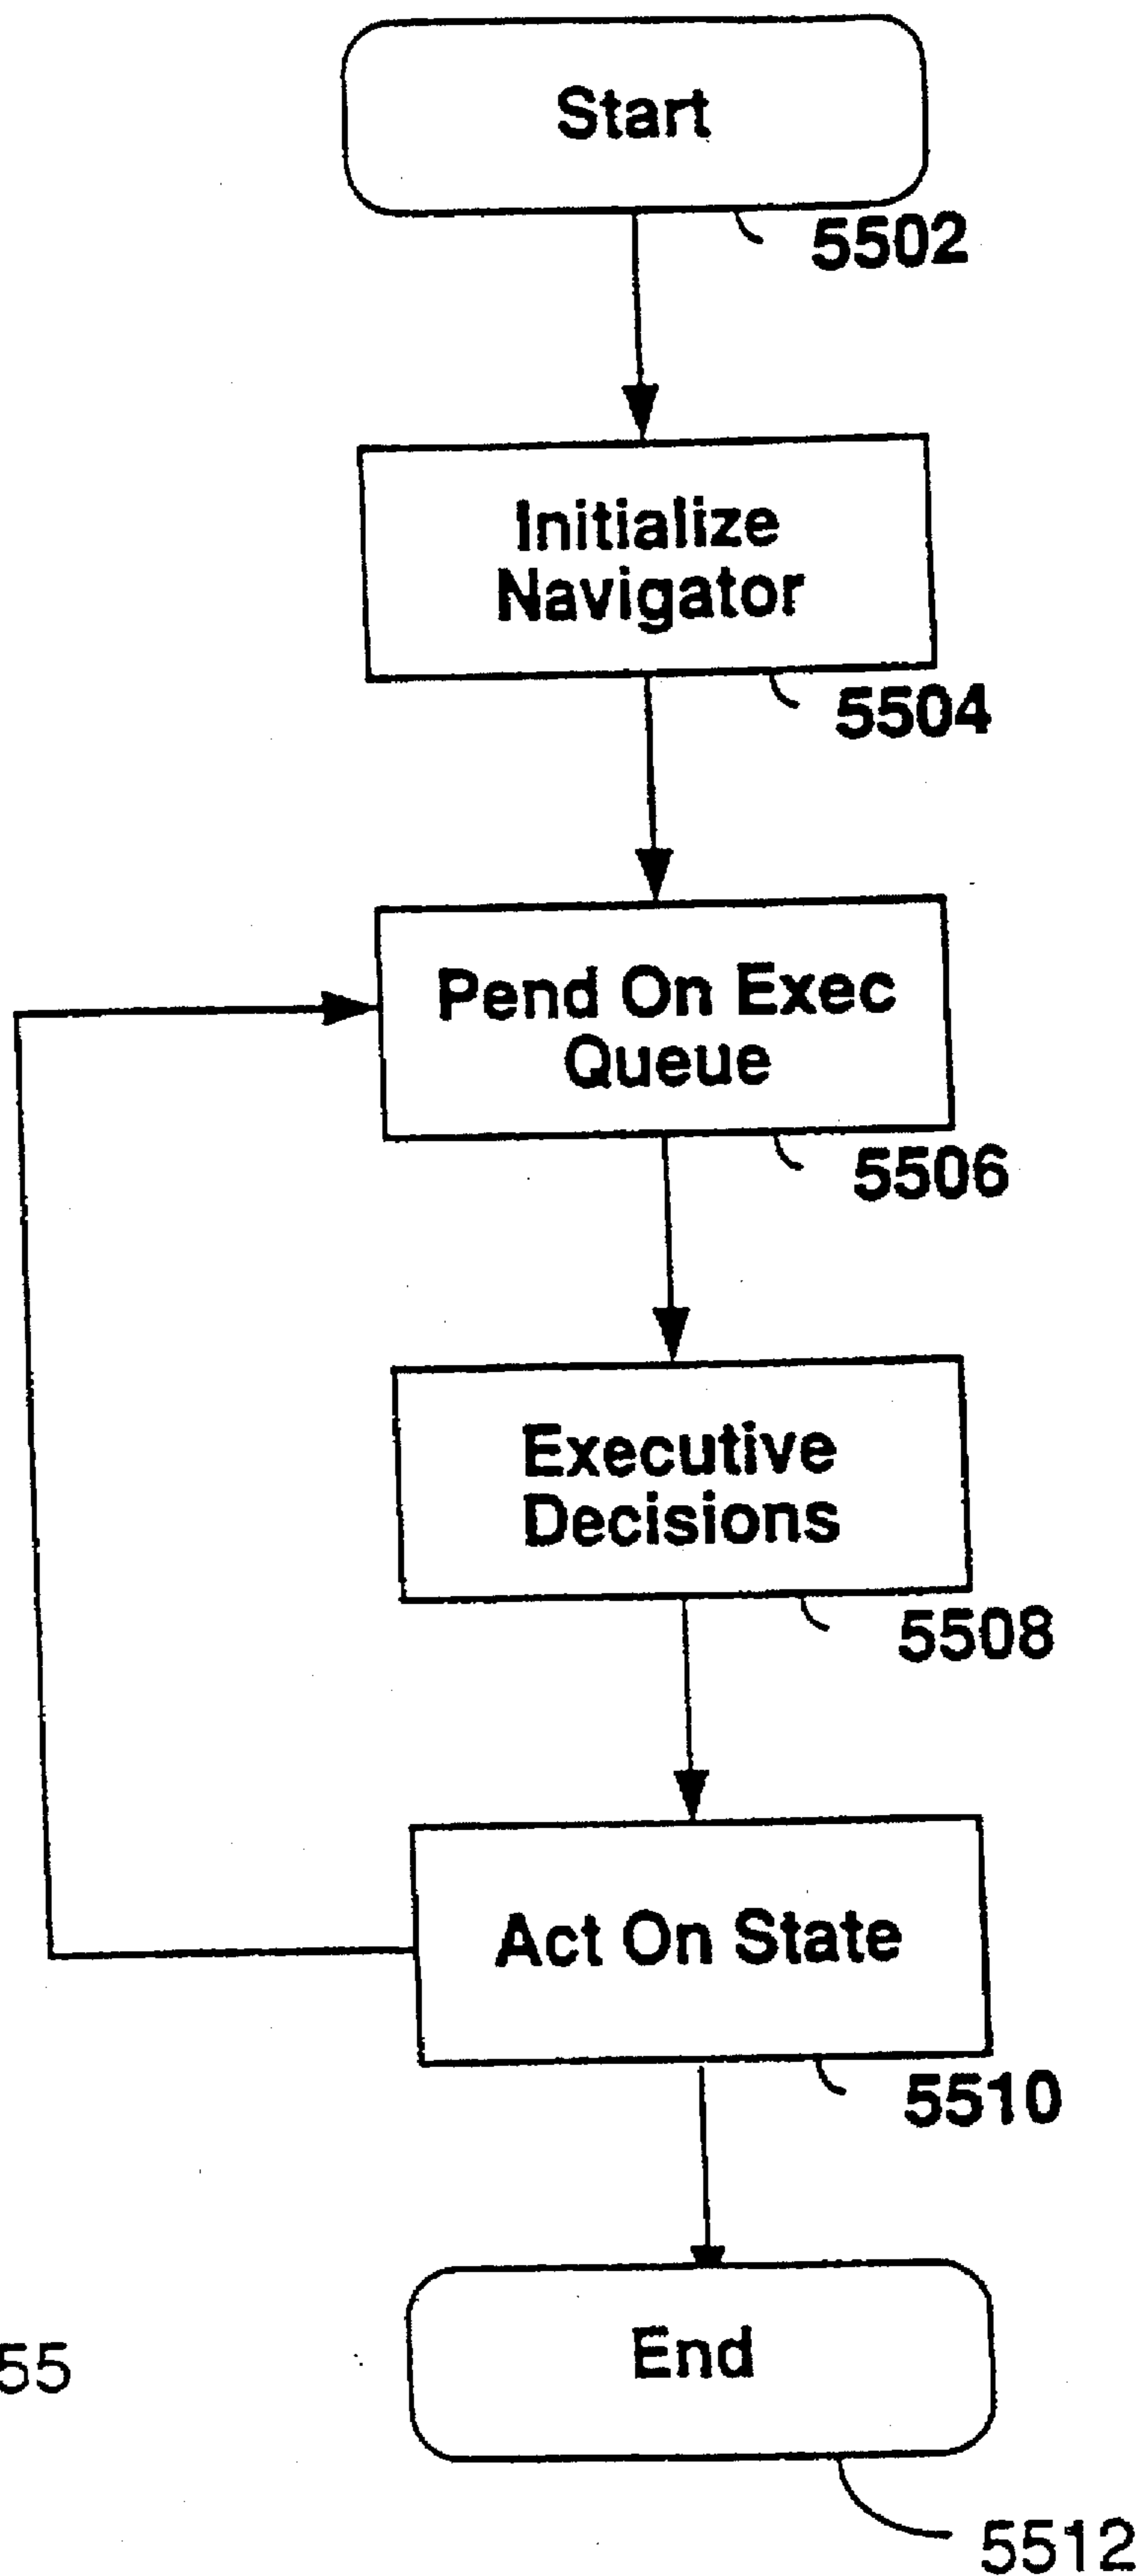 Start
5502
Initialize
Navigator
5504
Pend On Exec
Queue
5506
Executive
Decisions
5508
Act On State
5510
End
55
5512